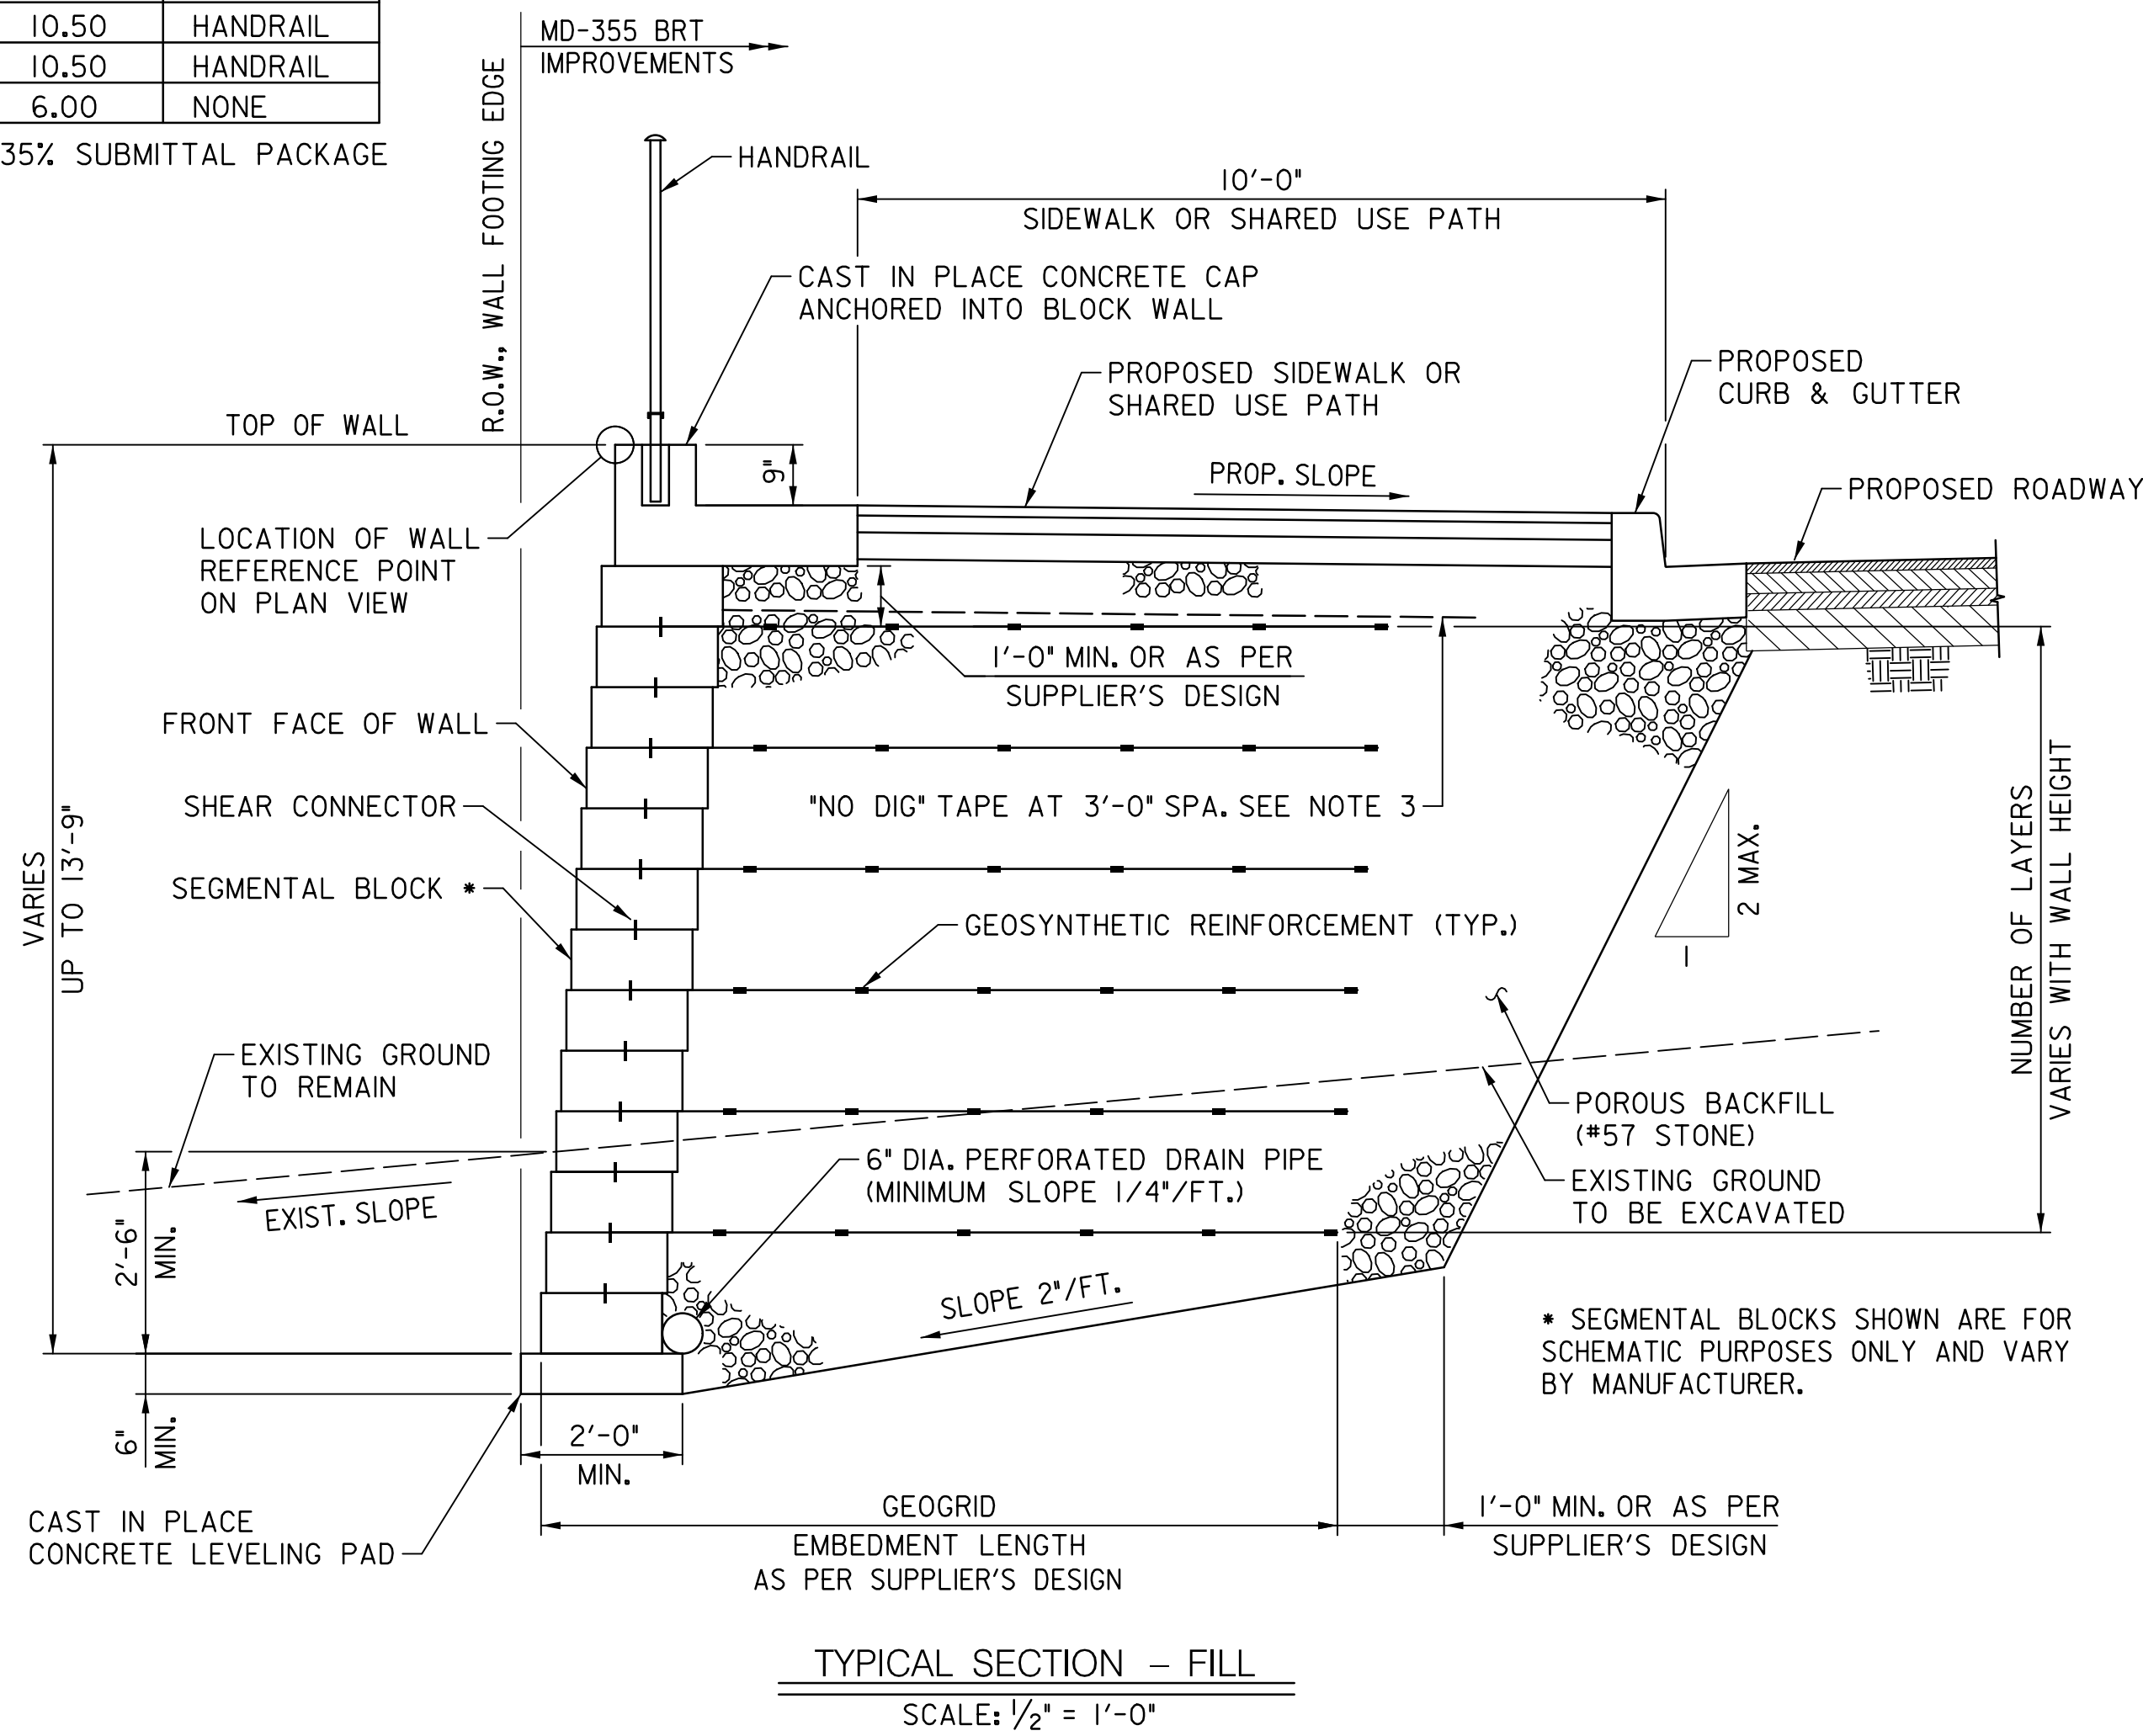 10.50 HANDRAIL
10.50 HANDRAIL
6.00 NONE
35% SUBMITTAL PACKAGE
MD-355 BRT
IMPROVEMENTS
R.O.W., WALL FOOTING EDGE
HANDRAIL
10'-0"
SIDEWALK OR SHARED USE PATH
CAST IN PLACE CONCRETE CAP
ANCHORED INTO BLOCK WALL
PROPOSED SIDEWALK OR
SHARED USE PATH
PROPOSED
CURB & GUTTER
TOP OF WALL
9"
PROP. SLOPE
PROPOSED ROADWAY
LOCATION OF WALL
REFERENCE POINT
ON PLAN VIEW
1'-0" MIN. OR AS PER
SUPPLIER'S DESIGN
FRONT FACE OF WALL
SHEAR CONNECTOR
"NO DIG" TAPE AT 3'-0" SPA. SEE NOTE 3
2 MAX.
1
VARIES
UP TO 13'-9"
SEGMENTAL BLOCK *
GEOSYNTHETIC REINFORCEMENT (TYP.)
NUMBER OF LAYERS
VARIES WITH WALL HEIGHT
EXISTING GROUND
TO REMAIN
POROUS BACKFILL
(#57 STONE)
6" DIA. PERFORATED DRAIN PIPE
(MINIMUM SLOPE 1/4"/FT.)
EXISTING GROUND
TO BE EXCAVATED
EXIST. SLOPE
2'-6"
MIN.
SLOPE 2"/FT.
* SEGMENTAL BLOCKS SHOWN ARE FOR
SCHEMATIC PURPOSES ONLY AND VARY
BY MANUFACTURER.
6"
MIN.
2'-0"
MIN.
CAST IN PLACE
CONCRETE LEVELING PAD
GEOGRID
EMBEDMENT LENGTH
AS PER SUPPLIER'S DESIGN
1'-0" MIN. OR AS PER
SUPPLIER'S DESIGN
TYPICAL SECTION - FILL
SCALE: 1/2" = 1'-0"